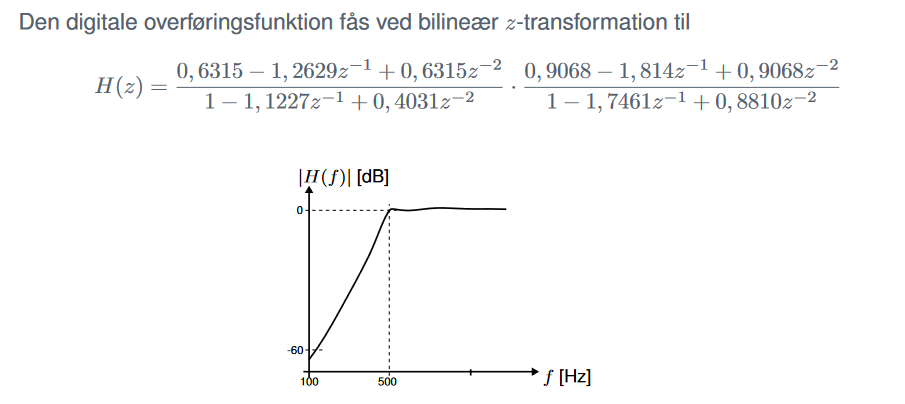 Den digitale overføringsfunktion fås ved bilineær z-transformation til
H(z) = \frac{0,6315 − 1,2629z^{−1} + 0,6315z^{−2}}{1 − 1,1227z^{−1} + 0,4031z^{−2}} · \frac{0,9068 − 1,814z^{−1} + 0,9068z^{−2}}{1 − 1,7461z^{−1} + 0,8810z^{−2}}
|H(f)| [dB]
0
-60
100 500
f [Hz]